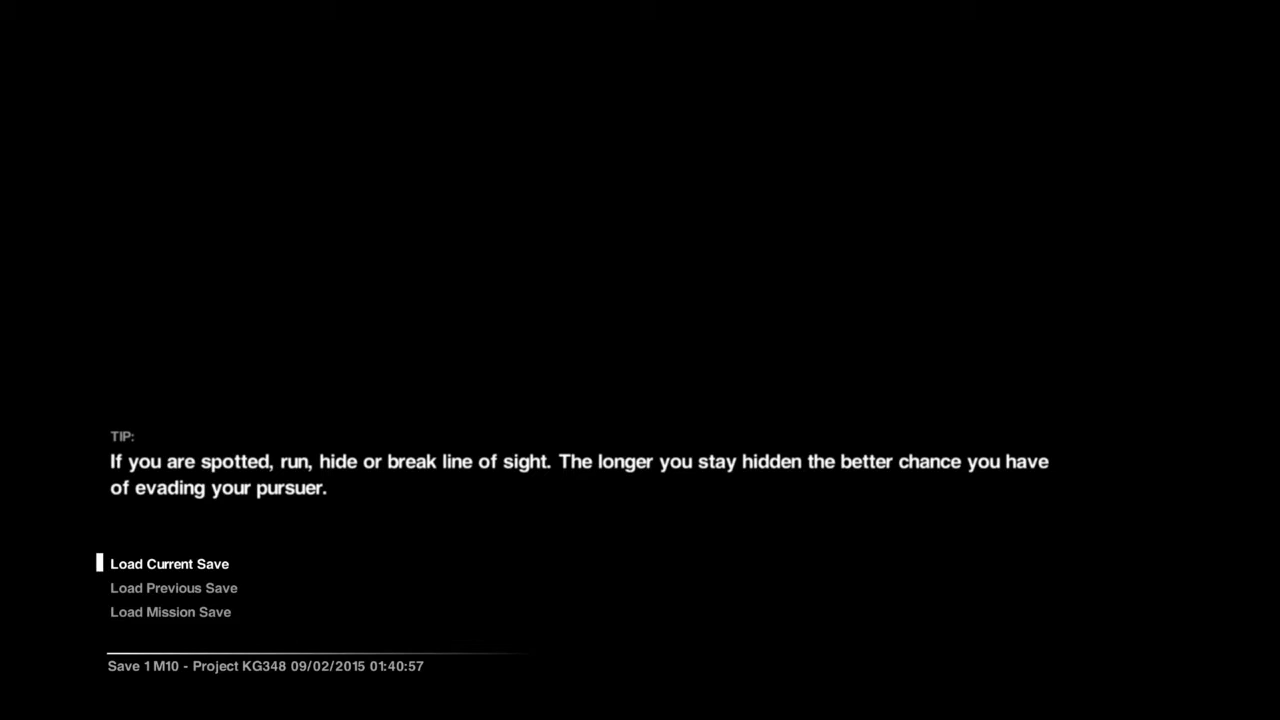 TIP:
If you are spotted, run, hide or break line of sight. The longer you stay hidden the better chance you have
of evading your pursuer.
Load Current Save
Load Previous Save
Load Mission Save
Save 1 M10 - Project KG348 09/02/2015 01:40:57